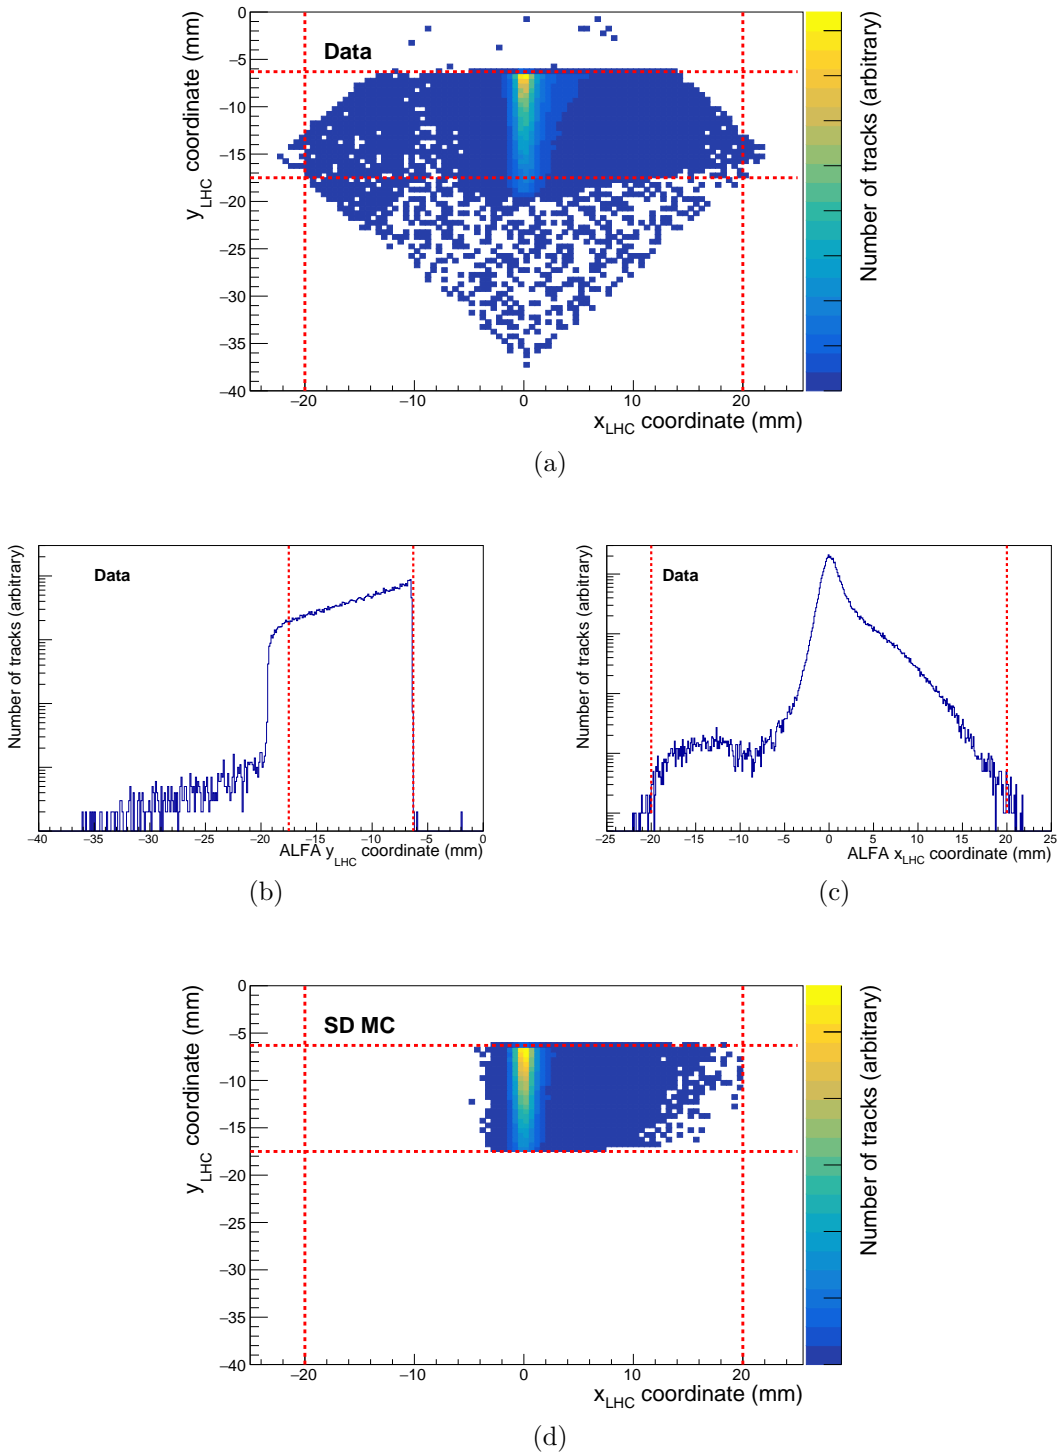 Data
y_LHC coordinate (mm)
0
−5
−10
−15
−20
−25
−30
−35
−40
−20
−10
0
10
20
x_LHC coordinate (mm)
Number of tracks (arbitrary)
(a)
Data
Number of tracks (arbitrary)
−40
−35
−30
−25
−20
−15
−10
−5
0
ALFA y_LHC coordinate (mm)
(b)
Data
Number of tracks (arbitrary)
−25
−20
−15
−10
−5
0
5
10
15
20
25
ALFA x_LHC coordinate (mm)
(c)
SD MC
y_LHC coordinate (mm)
0
−5
−10
−15
−20
−25
−30
−35
−40
−20
−10
0
10
20
x_LHC coordinate (mm)
Number of tracks (arbitrary)
(d)